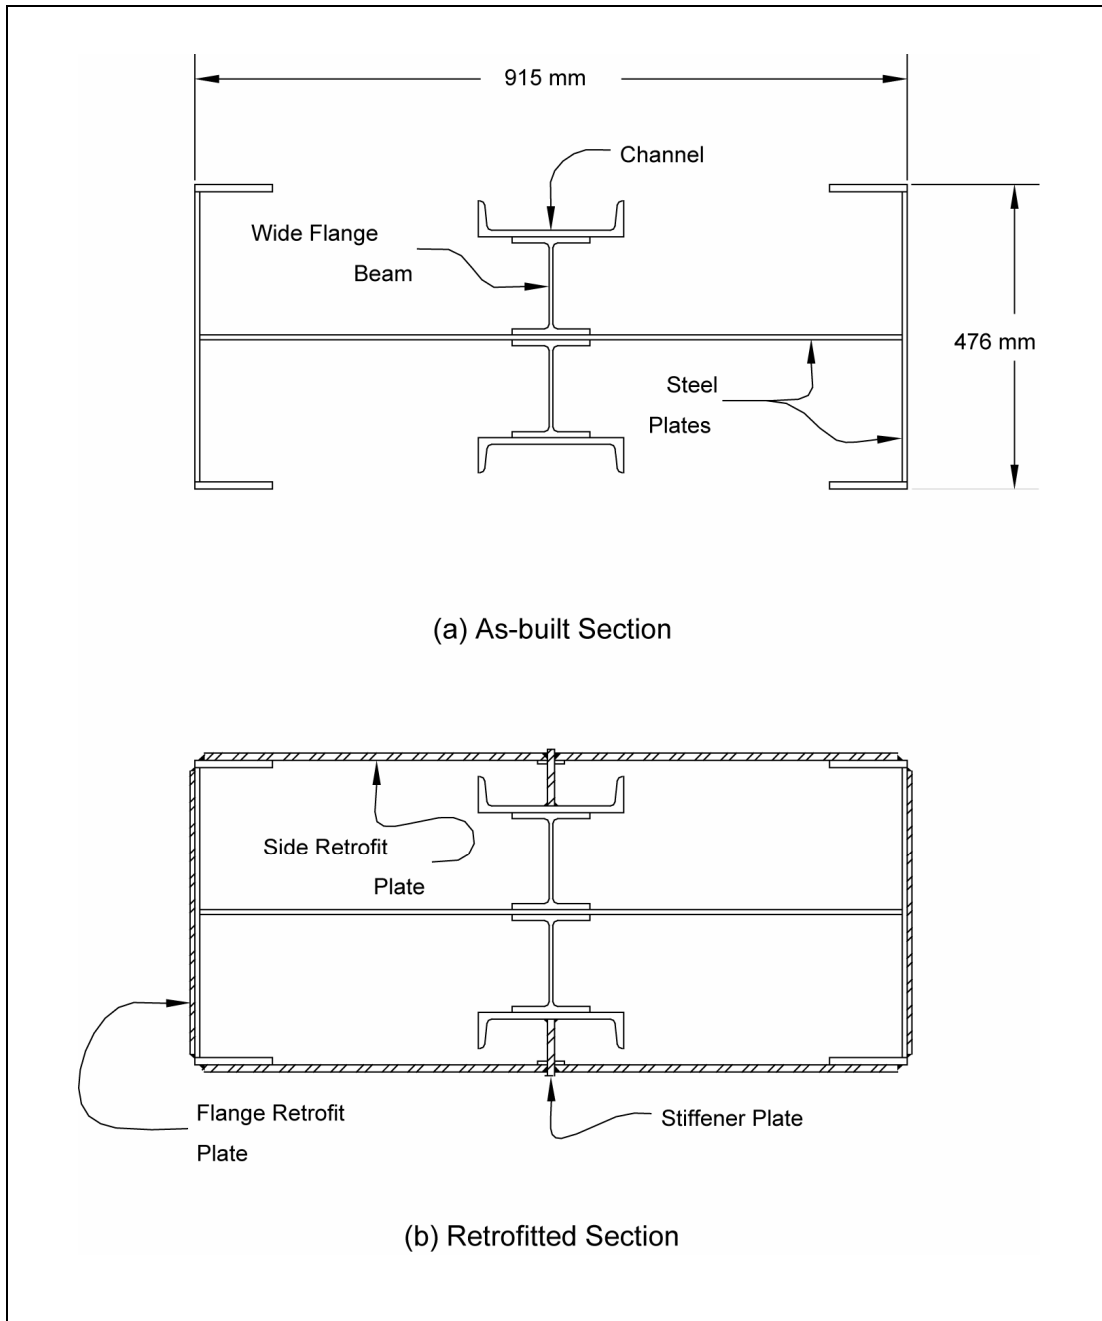 915 mm
Channel
Wide Flange
Beam
476 mm
Steel
Plates
(a) As-built Section
Side Retrofit
Plate
Flange Retrofit
Plate
Stiffener Plate
(b) Retrofitted Section